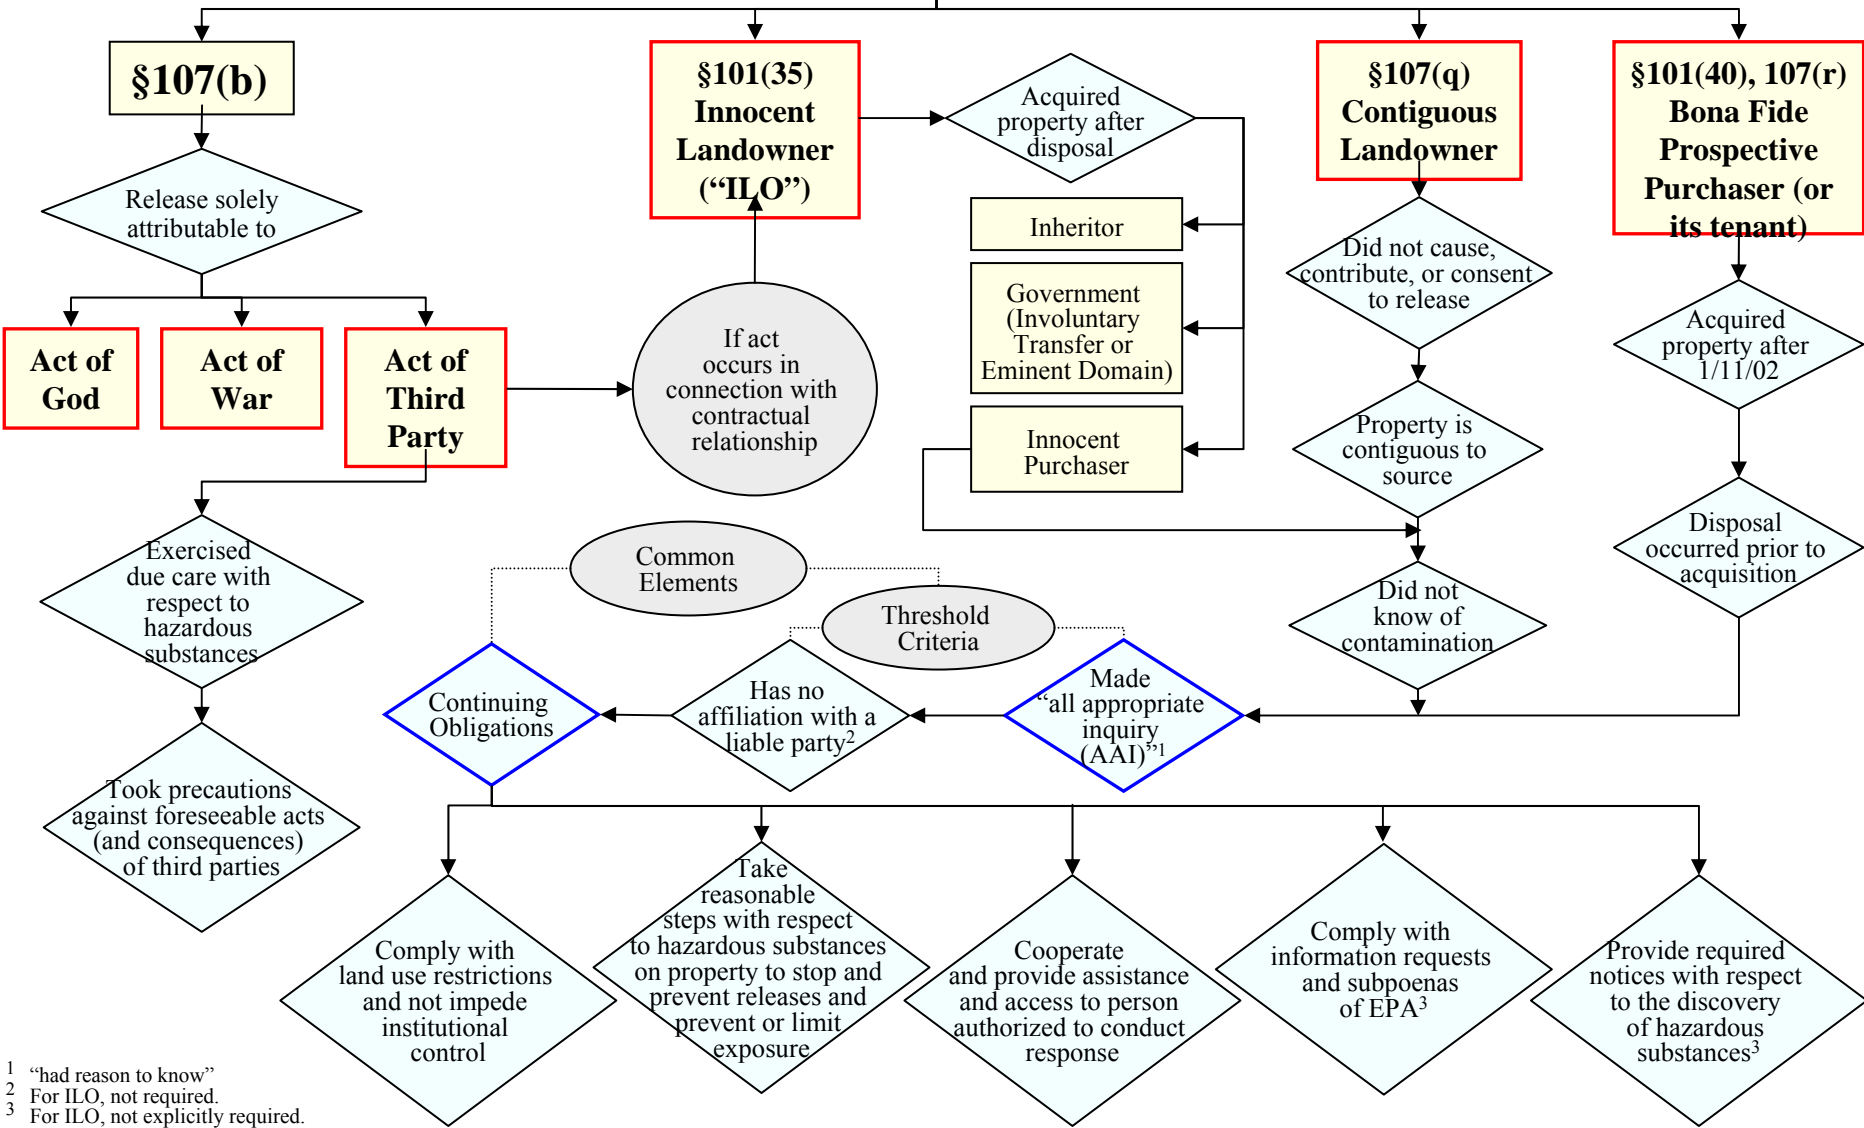 §107(b)
Release solely
attributable to
Act of
God
Act of
War
Act of
Third
Party
Exercised
due care with
respect to
hazardous
substances
Took precautions
against foreseeable acts
(and consequences)
of third parties
§101(35)
Innocent
Landowner
(“ILO”)
If act
occurs in
connection with
contractual
relationship
Acquired
property after
disposal
Inheritor
Government
(Involuntary
Transfer or
Eminent Domain)
Innocent
Purchaser
§107(q)
Contiguous
Landowner
Did not cause,
contribute, or consent
to release
Property is
contiguous to
source
Did not
know of
contamination
§101(40), 107(r)
Bona Fide
Prospective
Purchaser (or
its tenant)
Acquired
property after
1/11/02
Disposal
occurred prior to
acquisition
Common
Elements
Threshold
Criteria
Continuing
Obligations
Has no
affiliation with a
liable party2
Made
“all appropriate
inquiry
(AAI)”1
Comply with
land use restrictions
and not impede
institutional
control
Take
reasonable
steps with respect
to hazardous substances
on property to stop and
prevent releases and
prevent or limit
exposure
Cooperate
and provide assistance
and access to person
authorized to conduct
response
Comply with
information requests
and subpoenas
of EPA3
Provide required
notices with respect
to the discovery
of hazardous
substances3
1 “had reason to know”
2 For ILO, not required.
3 For ILO, not explicitly required.